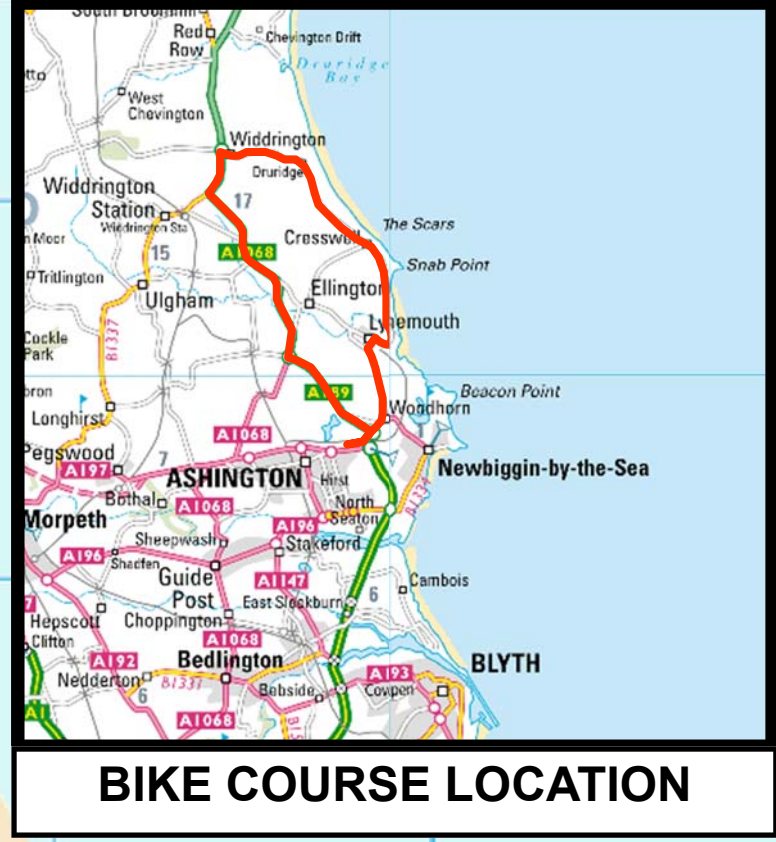 Red
Row
Chevington Drift
Druridge
Bay
West
Chevington
Widdrington
Druridge
Widdrington
Station
Widdrington Sta
17
Cresswell
The Scars
A1068
Snab Point
n Moor
15
Tritlington
Ellington
Ulgham
Lynemouth
Cockle
Park
B1337
A189
Beacon Point
Woodhorn
Longhirst
A1068
Pegswood
A197
7
ASHINGTON
Hirst
Newbiggin-by-the-Sea
Bothal
A1068
North
Seaton
B1334
Morpeth
A196
Sheepwash
Stakeford
A196
Shadfen
Guide
Post
A1147
Cambois
East Sleekburn
6
Hepscott
Choppington
Clifton
A1068
A192
Bedlington
BLYTH
Nedderton
B1331
6
A193
Bebside
Cowpen
A1
A1068
BIKE COURSE LOCATION